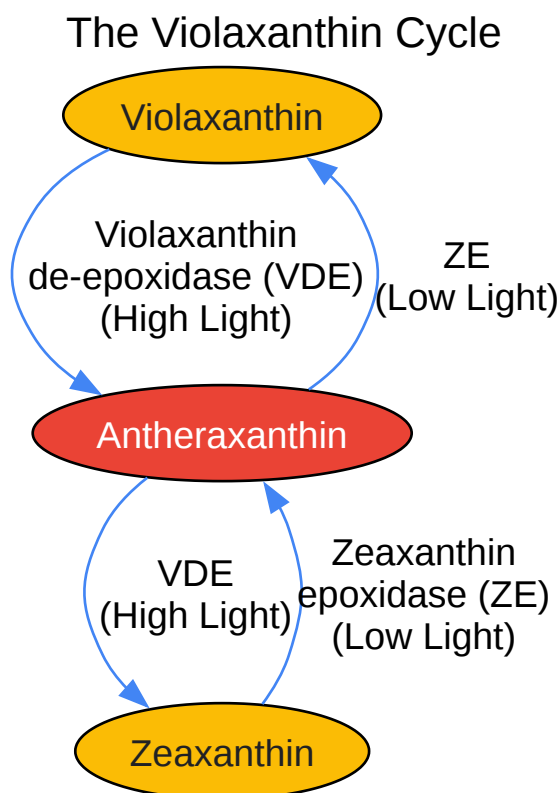 The Violaxanthin Cycle
Violaxanthin
Violaxanthin
de-epoxidase (VDE)
(High Light)
ZE
(Low Light)
Antheraxanthin
VDE
(High Light)
Zeaxanthin
epoxidase (ZE)
(Low Light)
Zeaxanthin